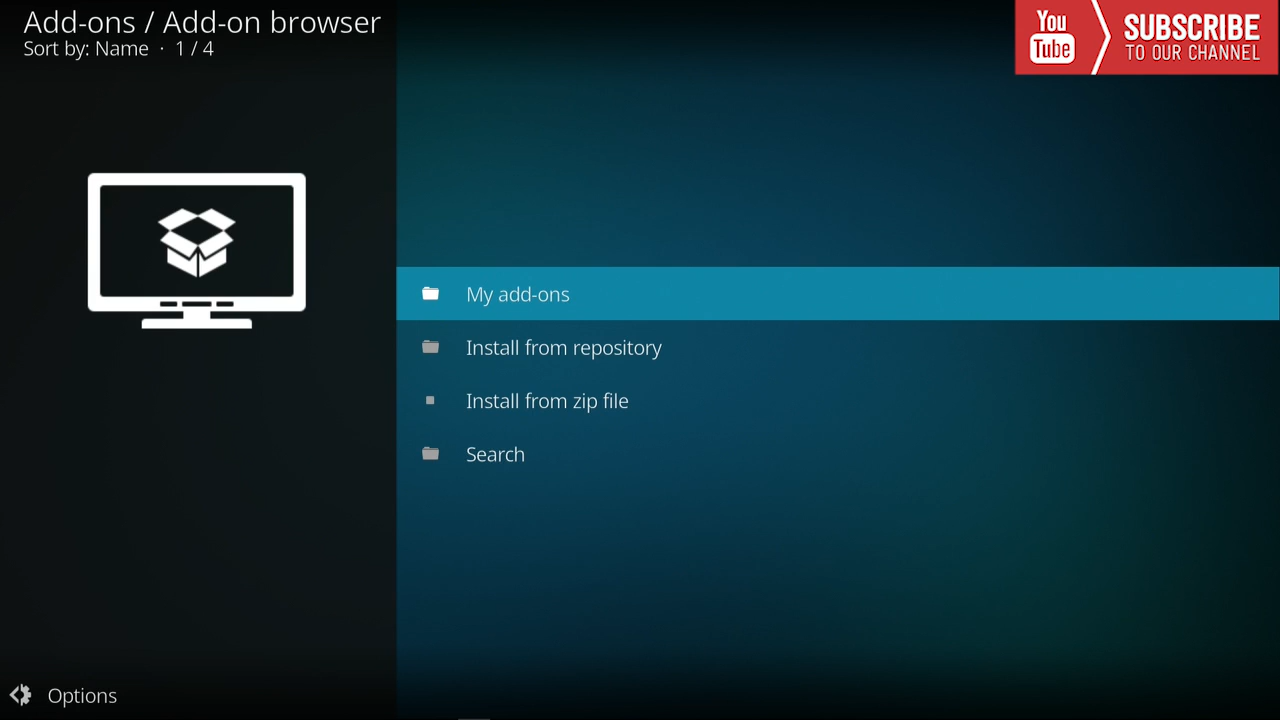 Add-ons / Add-on browser
Sort by: Name · 1 / 4
You
Tube
SUBSCRIBE
TO OUR CHANNEL
My add-ons
Install from repository
Install from zip file
Search
Options